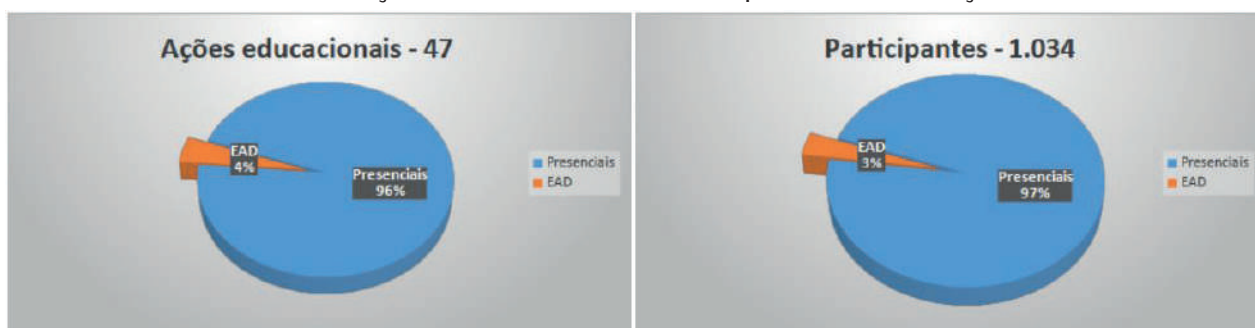 Ações educacionais - 47
EAD
4%
Presenciais
96%
Presenciais
EAD
Participantes - 1.034
EAD
3%
Presenciais
97%
Presenciais
EAD